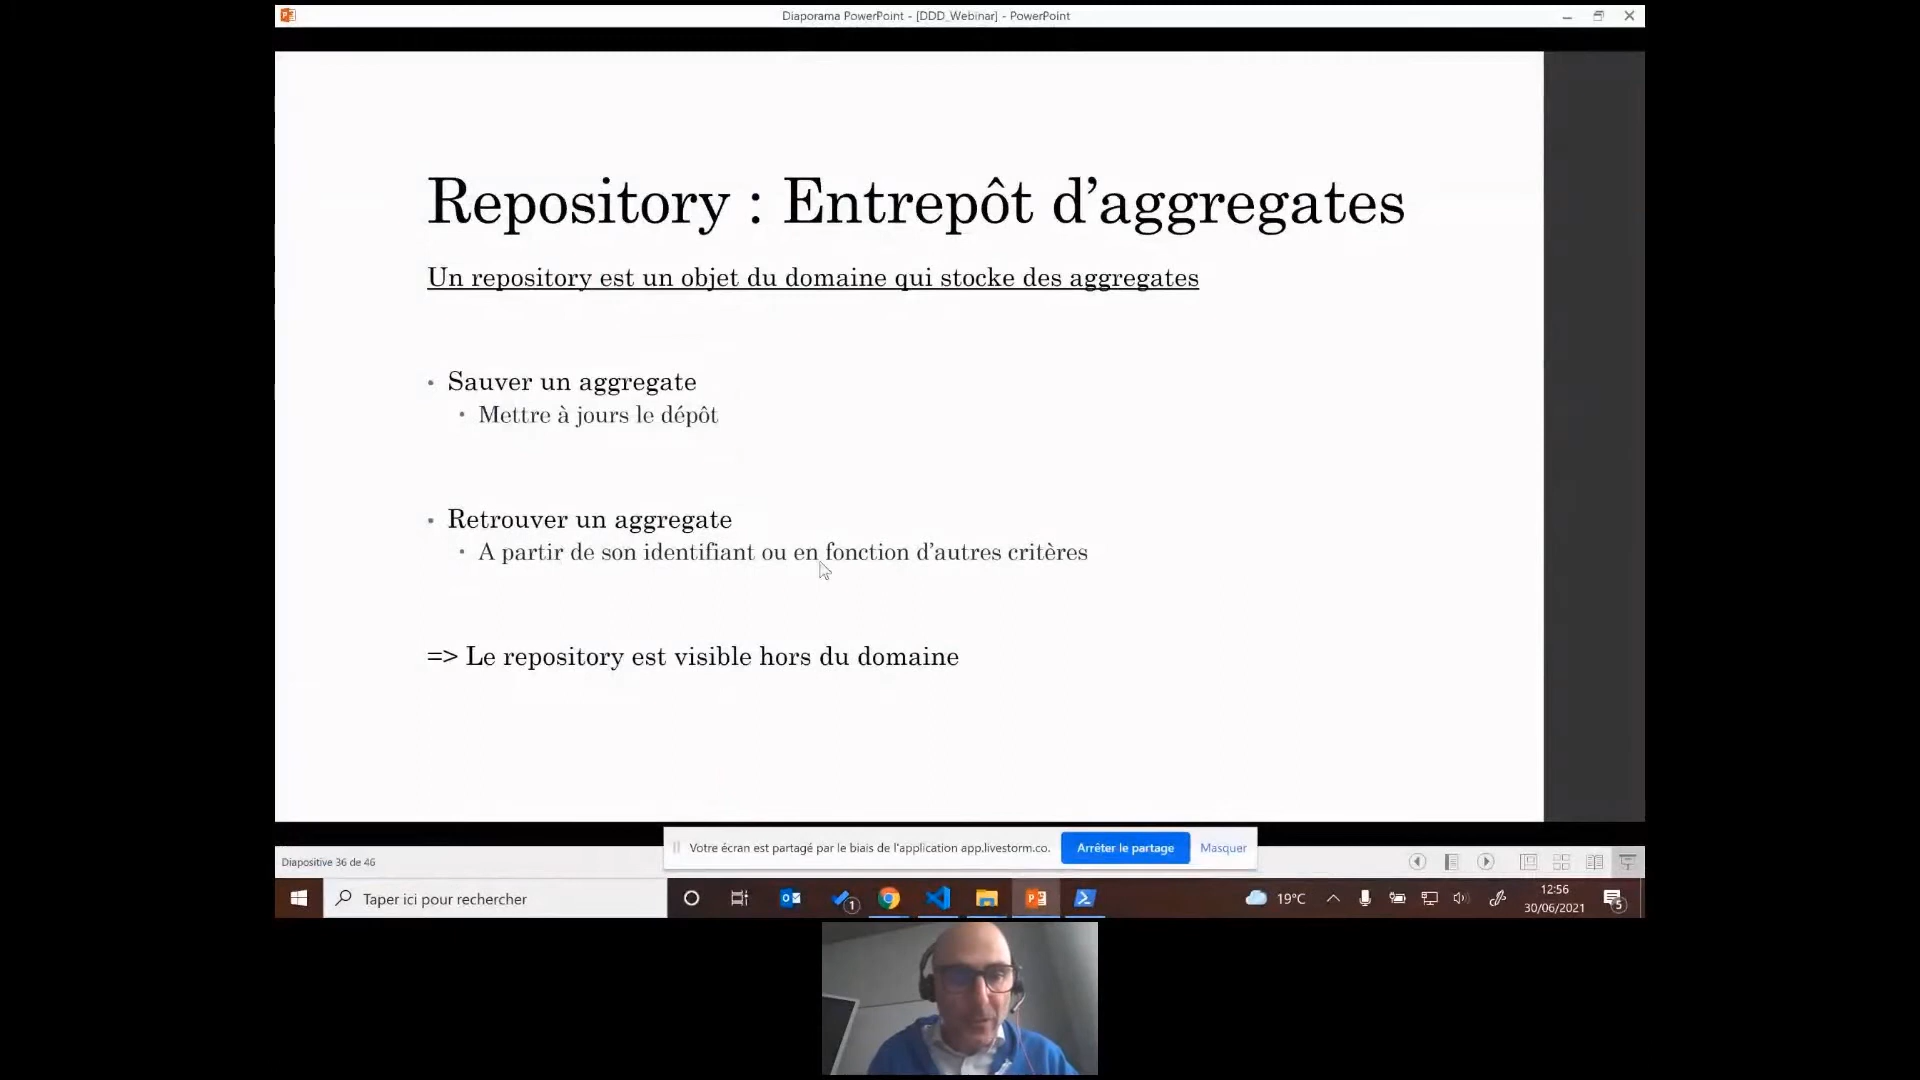 Diaporama PowerPoint - [DDD_Webinar] - PowerPoint
Repository : Entrepôt d’aggregates
Un repository est un objet du domaine qui stocke des aggregates
• Sauver un aggregate
• Mettre à jours le dépôt
• Retrouver un aggregate
• A partir de son identifiant ou en fonction d’autres critères
=> Le repository est visible hors du domaine
Votre écran est partagé par le biais de l'application app.livestorm.co.
Arrêter le partage
Masquer
Diapositive 36 de 46
Taper ici pour rechercher
1
19°C
12:56
30/06/2021
5